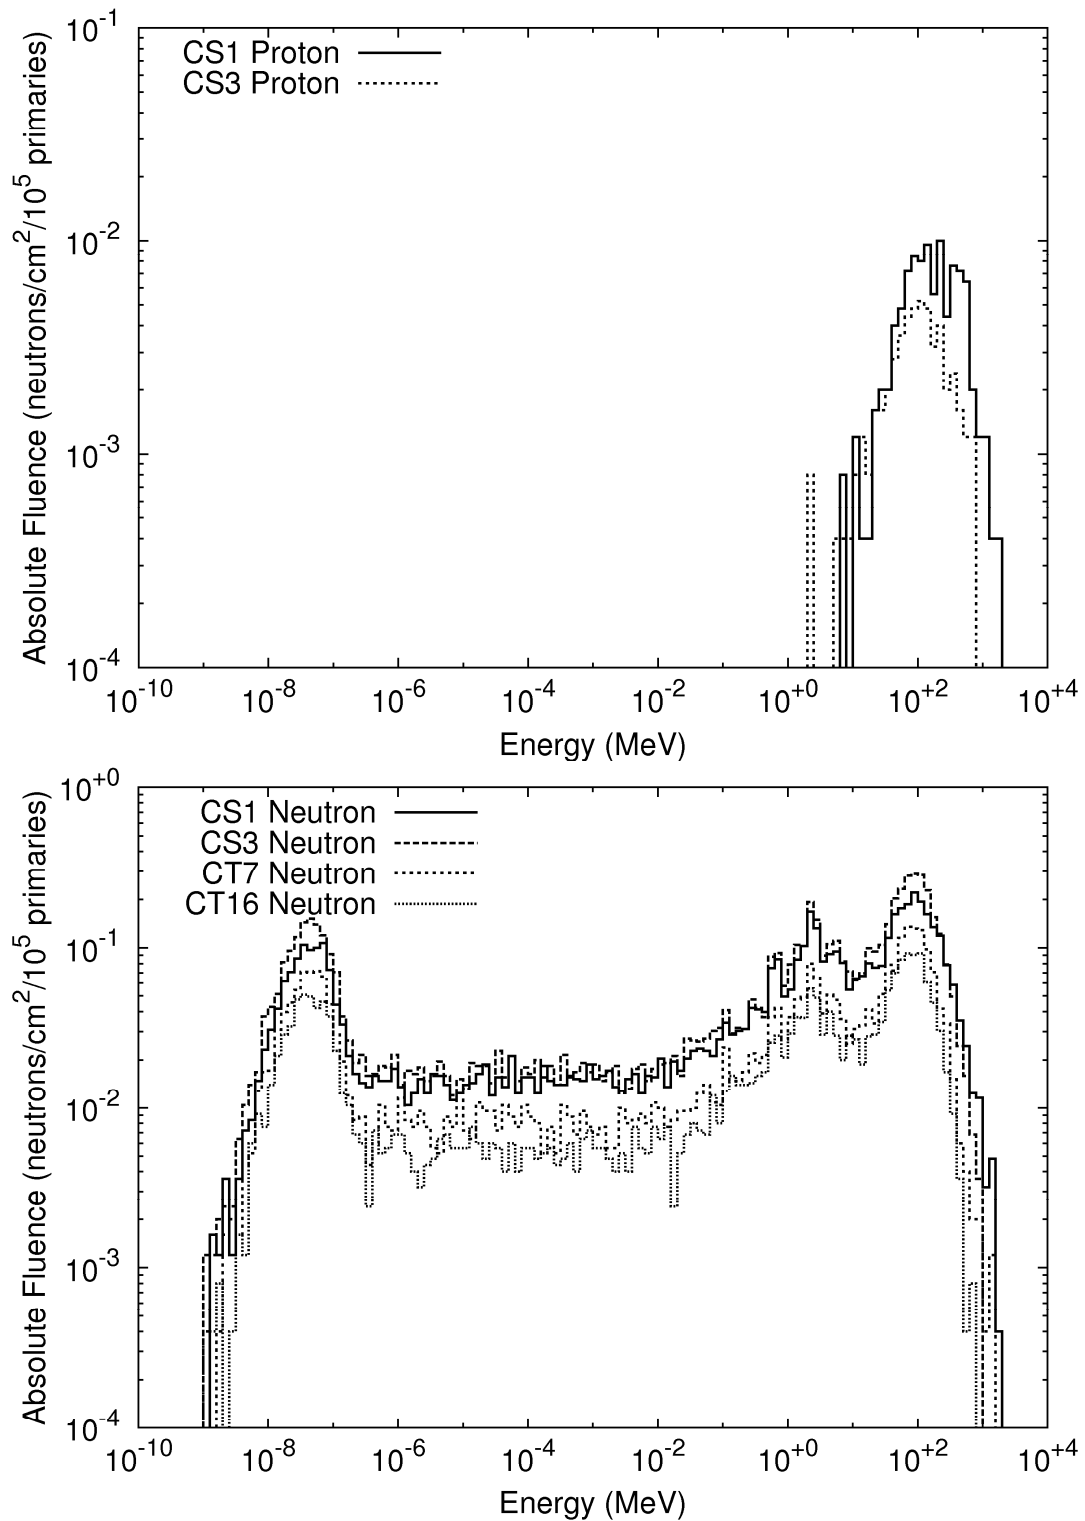 10^-1
CS1 Proton
CS3 Proton
10^-2
10^-3
10^-4
Absolute Fluence (neutrons/cm^2/10^5 primaries)
10^-10 10^-8 10^-6 10^-4 10^-2 10^+0 10^+2 10^+4
Energy (MeV)
10^+0
CS1 Neutron
CS3 Neutron
CT7 Neutron
CT16 Neutron
10^-1
10^-2
10^-3
10^-4
Absolute Fluence (neutrons/cm^2/10^5 primaries)
10^-10 10^-8 10^-6 10^-4 10^-2 10^+0 10^+2 10^+4
Energy (MeV)